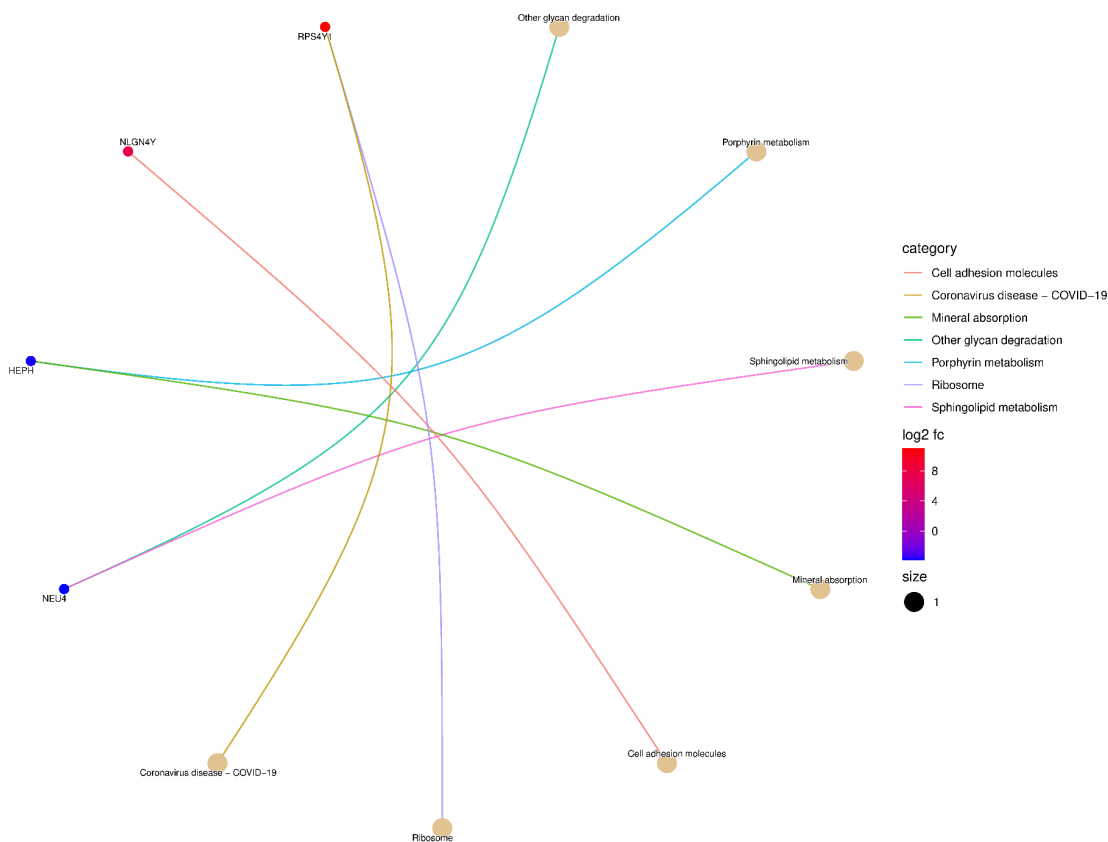 Other glycan degradation
RPS4Y1
NLGN4Y
Porphyrin metabolism
HEPH
Sphingolipid metabolism
NEU4
Mineral absorption
Coronavirus disease − COVID−19
Cell adhesion molecules
Ribosome
category
Cell adhesion molecules
Coronavirus disease − COVID−19
Mineral absorption
Other glycan degradation
Porphyrin metabolism
Ribosome
Sphingolipid metabolism
log2 fc
8
4
0
size
1